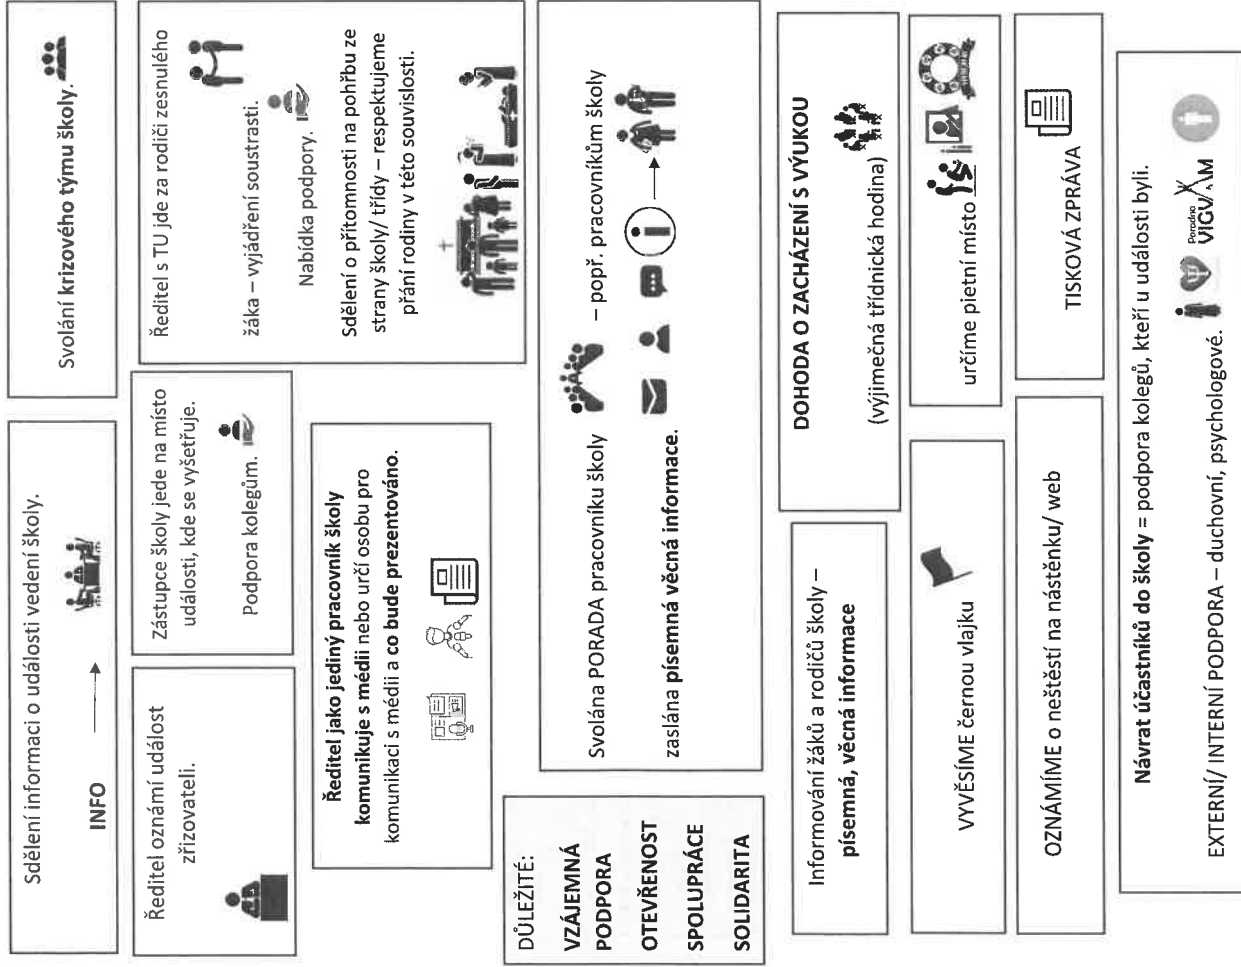 Sdělení informaci o události vedení školy.
INFO
Svolání krizového týmu školy.
Ředitel oznámí událost
zřizovateli.
Zástupce školy jede na místo
události, kde se vyšetřuje.
Podpora kolegům.
Ředitel s TU jde za rodiči zesnulého
žáka – vyjádření soustrasti.
Nabídka podpory.
Sdělení o přítomnosti na pohřbu ze
strany školy/ třídy – respektujeme
přání rodiny v této souvislosti.
Ředitel jako jediný pracovník školy
komunikuje s médii nebo určí osobu pro
komunikaci s médii a co bude prezentováno.
DŮLEŽITÉ:
VZÁJEMNÁ
PODPORA
OTEVŘENOST
SPOLUPRÁCE
SOLIDARITA
Svolána PORADA pracovníku školy – popř. pracovníkům školy
zaslána písemná věcná informace.
Informování žáků a rodičů školy –
písemná, věcná informace
DOHODA O ZACHÁZENÍ S VÝUKOU
(výjimečná třídnická hodina)
VYVĚSÍME černou vlajku
určíme pietní místo
OZNÁMÍME o neštěstí na nástěnku/ web
TISKOVÁ ZPRÁVA
Návrat účastníků do školy = podpora kolegů, kteří u události byli.
EXTERNÍ/ INTERNÍ PODPORA – duchovní, psychologové.